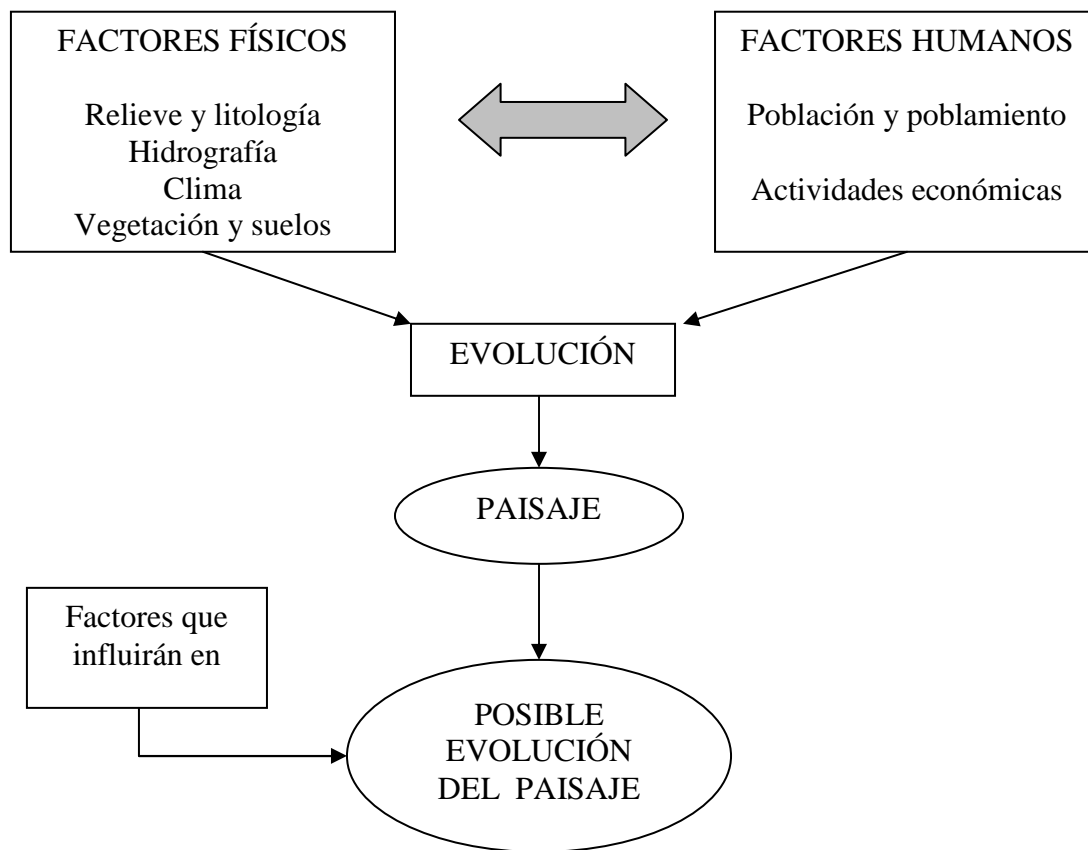 FACTORES FÍSICOS
Relieve y litología
Hidrografía
Clima
Vegetación y suelos
FACTORES HUMANOS
Población y poblamiento
Actividades económicas
EVOLUCIÓN
PAISAJE
Factores que
influirán en
POSIBLE
EVOLUCIÓN
DEL PAISAJE